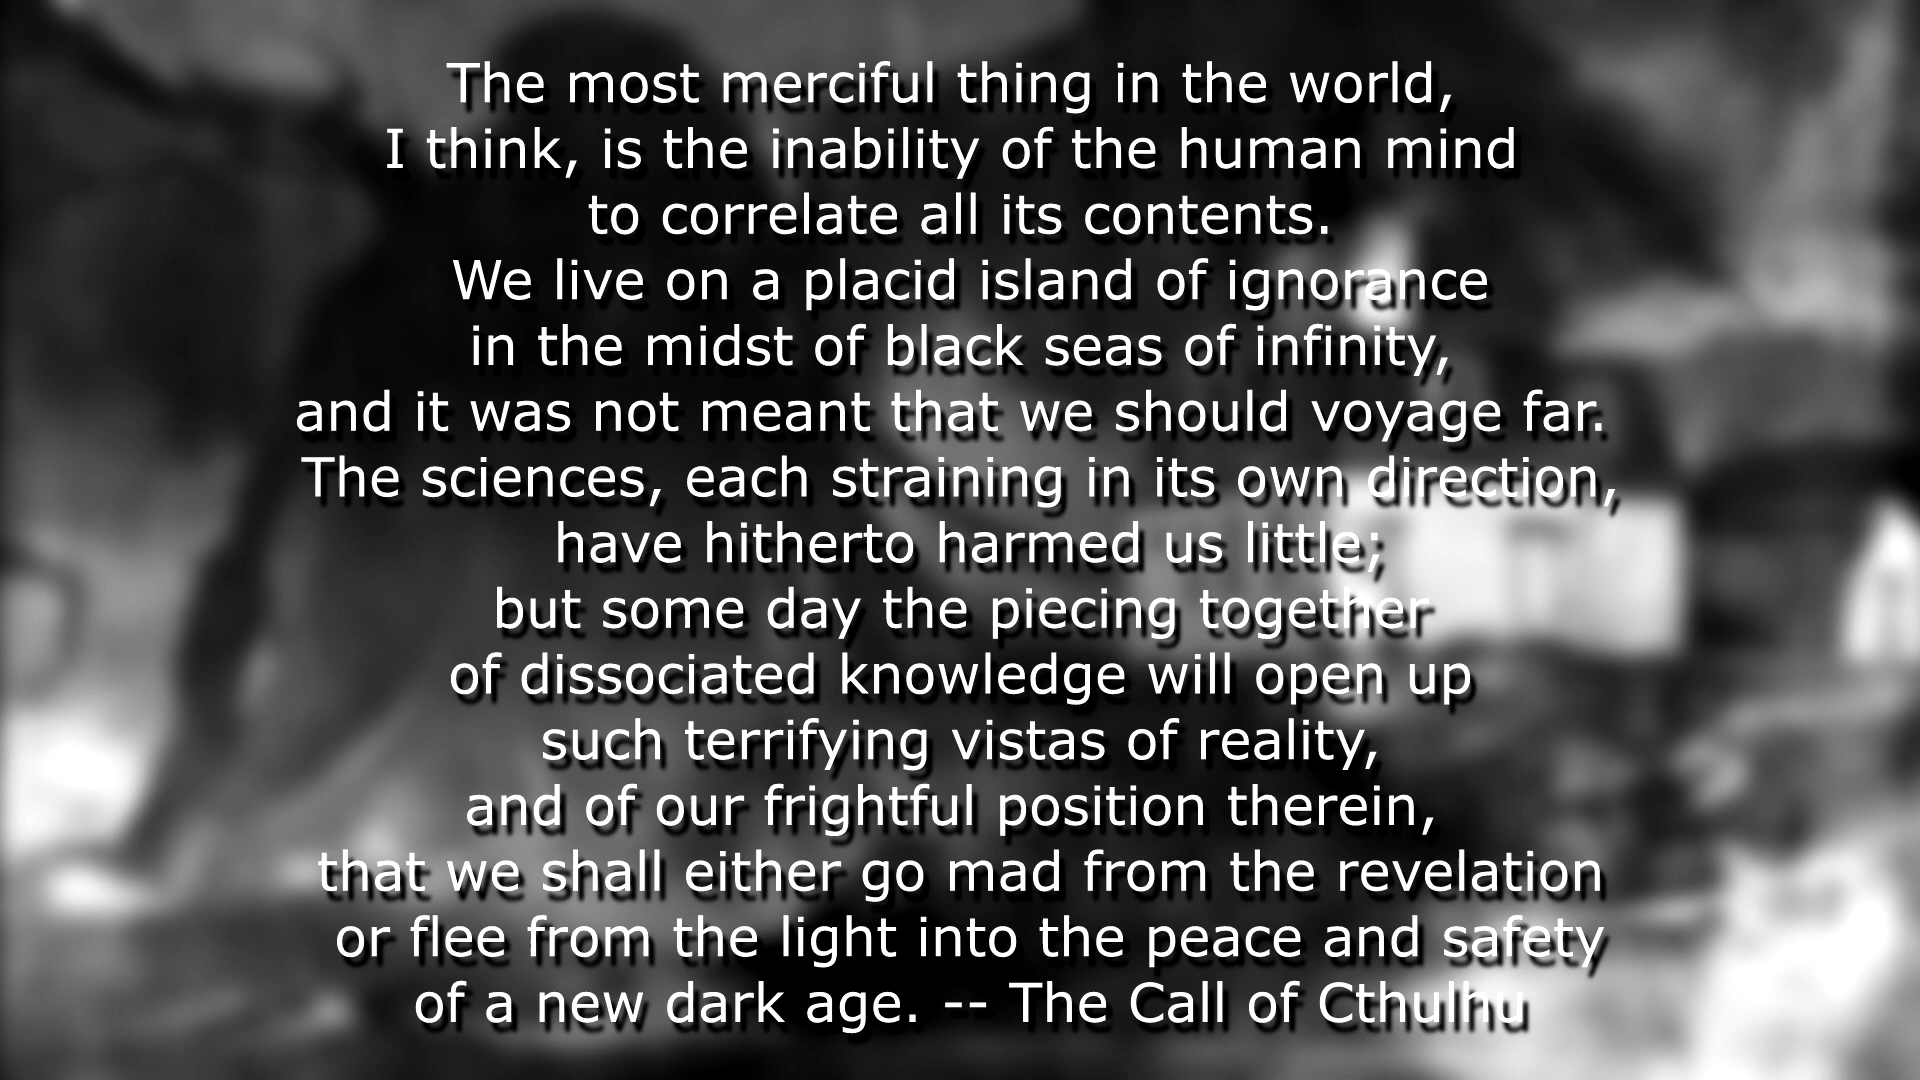 The most merciful thing in the world,
I think, is the inability of the human mind
to correlate all its contents.
We live on a placid island of ignorance
in the midst of black seas of infinity,
and it was not meant that we should voyage far.
The sciences, each straining in its own direction,
have hitherto harmed us little;
but some day the piecing together
of dissociated knowledge will open up
such terrifying vistas of reality,
and of our frightful position therein,
that we shall either go mad from the revelation
or flee from the light into the peace and safety
of a new dark age. -- The Call of Cthulhu